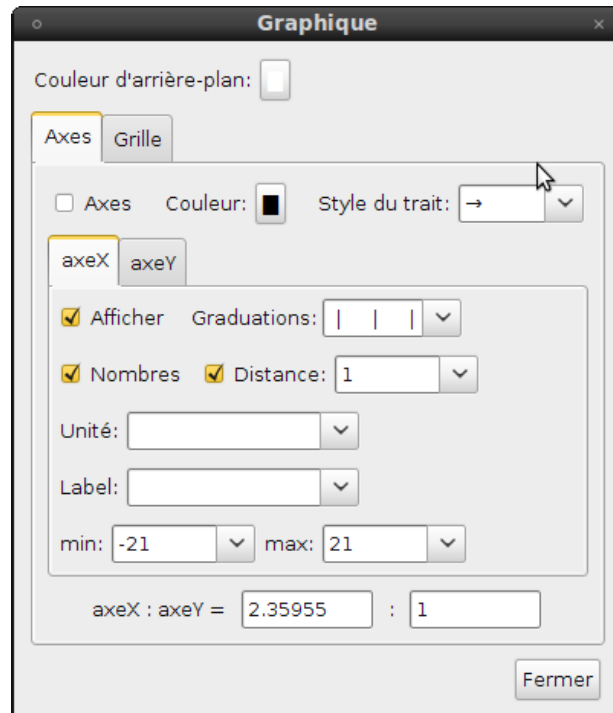 Graphique
Couleur d'arrière-plan:
Axes Grille
Axes Couleur: Style du trait: →
axeX axeY
Afficher Graduations: | | |
Nombres Distance: 1
Unité:
Label:
min: -21 max: 21
axeX : axeY = 2.35955 : 1
Fermer